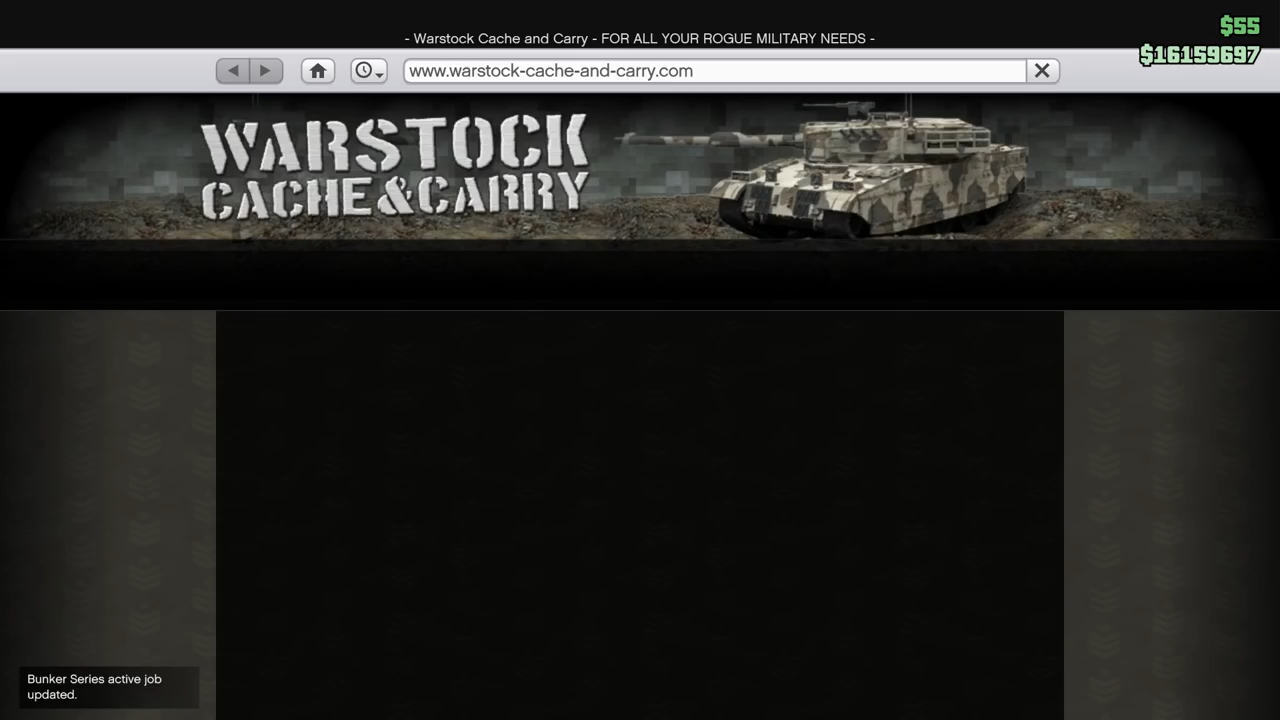 - Warstock Cache and Carry - FOR ALL YOUR ROGUE MILITARY NEEDS -
$55
$16159697
www.warstock-cache-and-carry.com
WARSTOCK
CACHE&CARRY
Bunker Series active job
updated.